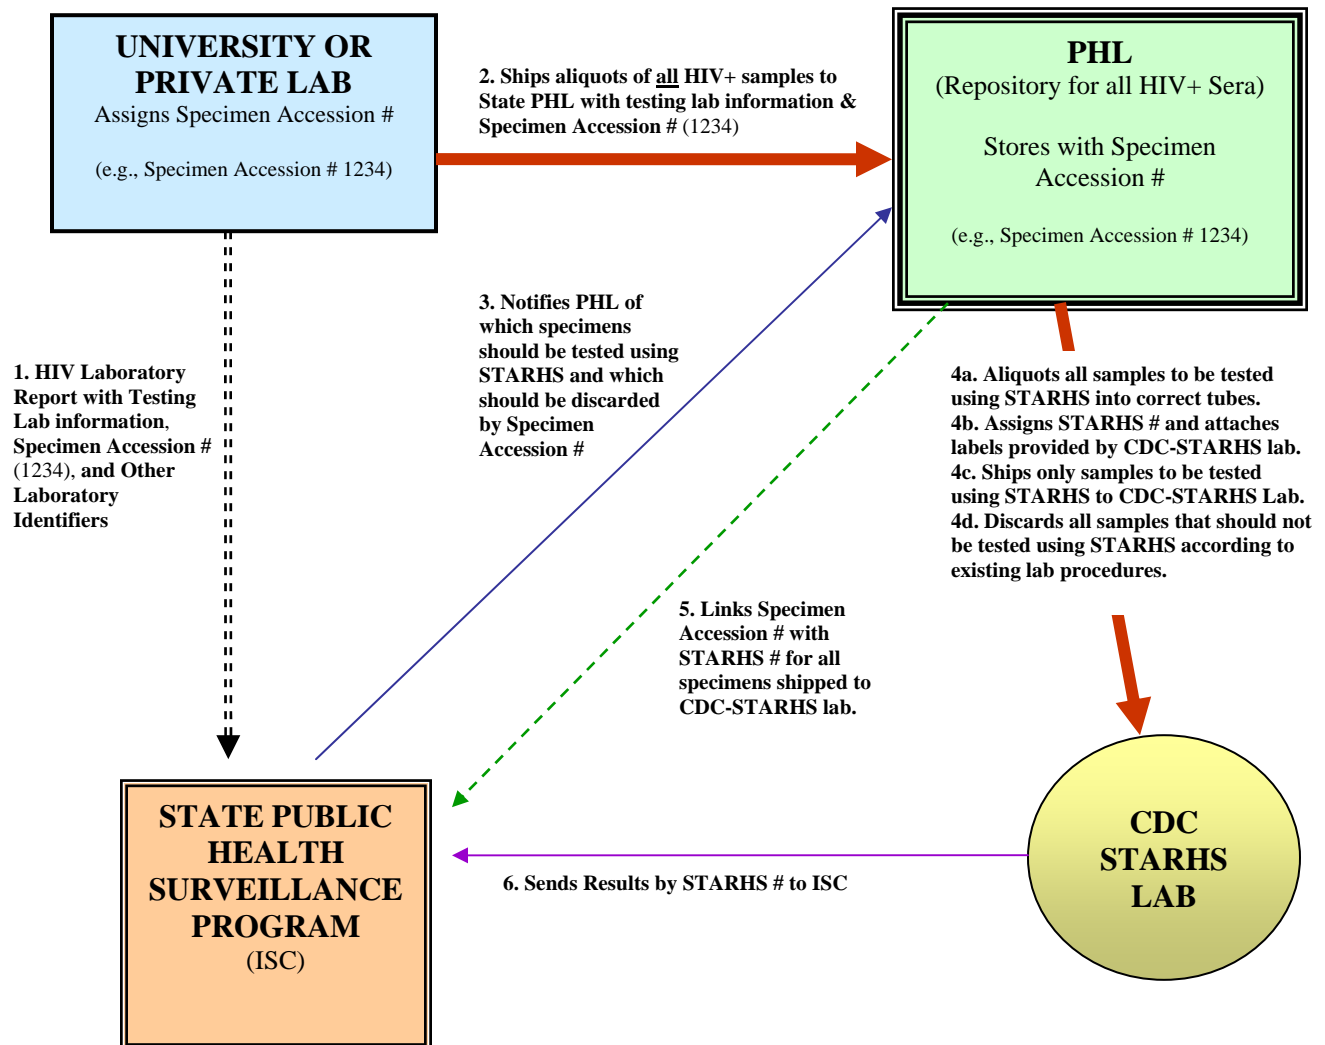 UNIVERSITY OR
PRIVATE LAB
Assigns Specimen Accession #
(e.g., Specimen Accession # 1234)
2. Ships aliquots of all HIV+ samples to
State PHL with testing lab information &
Specimen Accession # (1234)
PHL
(Repository for all HIV+ Sera)
Stores with Specimen
Accession #
(e.g., Specimen Accession # 1234)
1. HIV Laboratory
Report with Testing
Lab information,
Specimen Accession #
(1234), and Other
Laboratory
Identifiers
3. Notifies PHL of
which specimens
should be tested using
STARHS and which
should be discarded
by Specimen
Accession #
4a. Aliquots all samples to be tested
using STARHS into correct tubes.
4b. Assigns STARHS # and attaches
labels provided by CDC-STARHS lab.
4c. Ships only samples to be tested
using STARHS to CDC-STARHS Lab.
4d. Discards all samples that should not
be tested using STARHS according to
existing lab procedures.
5. Links Specimen
Accession # with
STARHS # for all
specimens shipped to
CDC-STARHS lab.
STATE PUBLIC
HEALTH
SURVEILLANCE
PROGRAM
(ISC)
6. Sends Results by STARHS # to ISC
CDC
STARHS
LAB